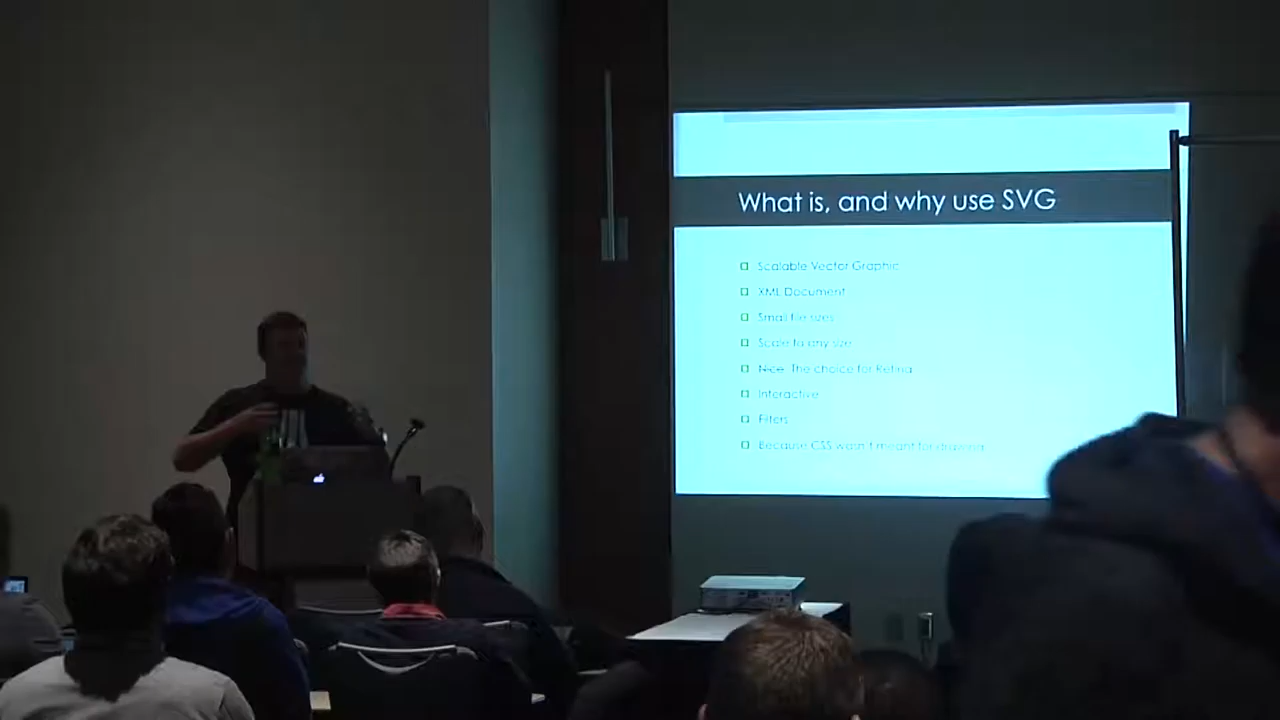 What is, and why use SVG
Scalable Vector Graphic
XML Document
Small file sizes
Scale to any size
Nice. The choice for Retina
Interactive
Filters
Because CSS wasn't meant for drawing